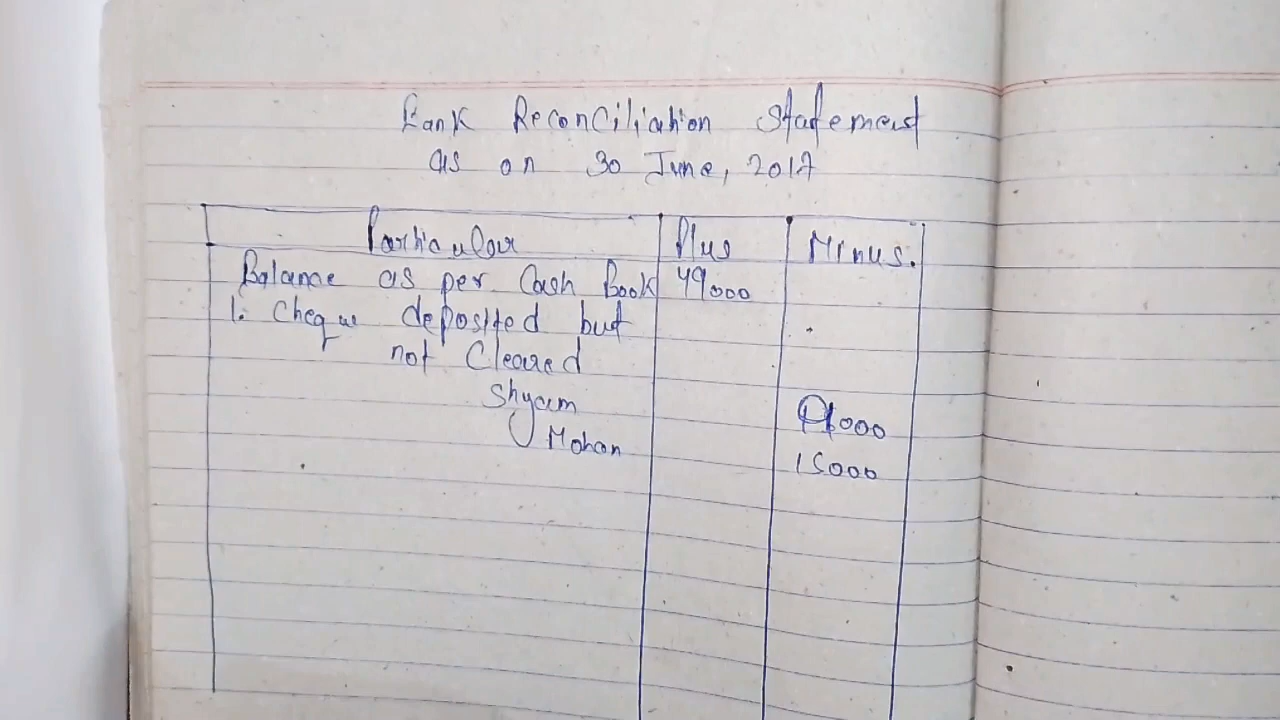 Bank Reconciliation Statement
as on 30 June, 2017
Particular Plus Minus.
Balance as per Cash Book 49000
1. Cheque deposited but
not Cleared
Shyam
Mohan 15000